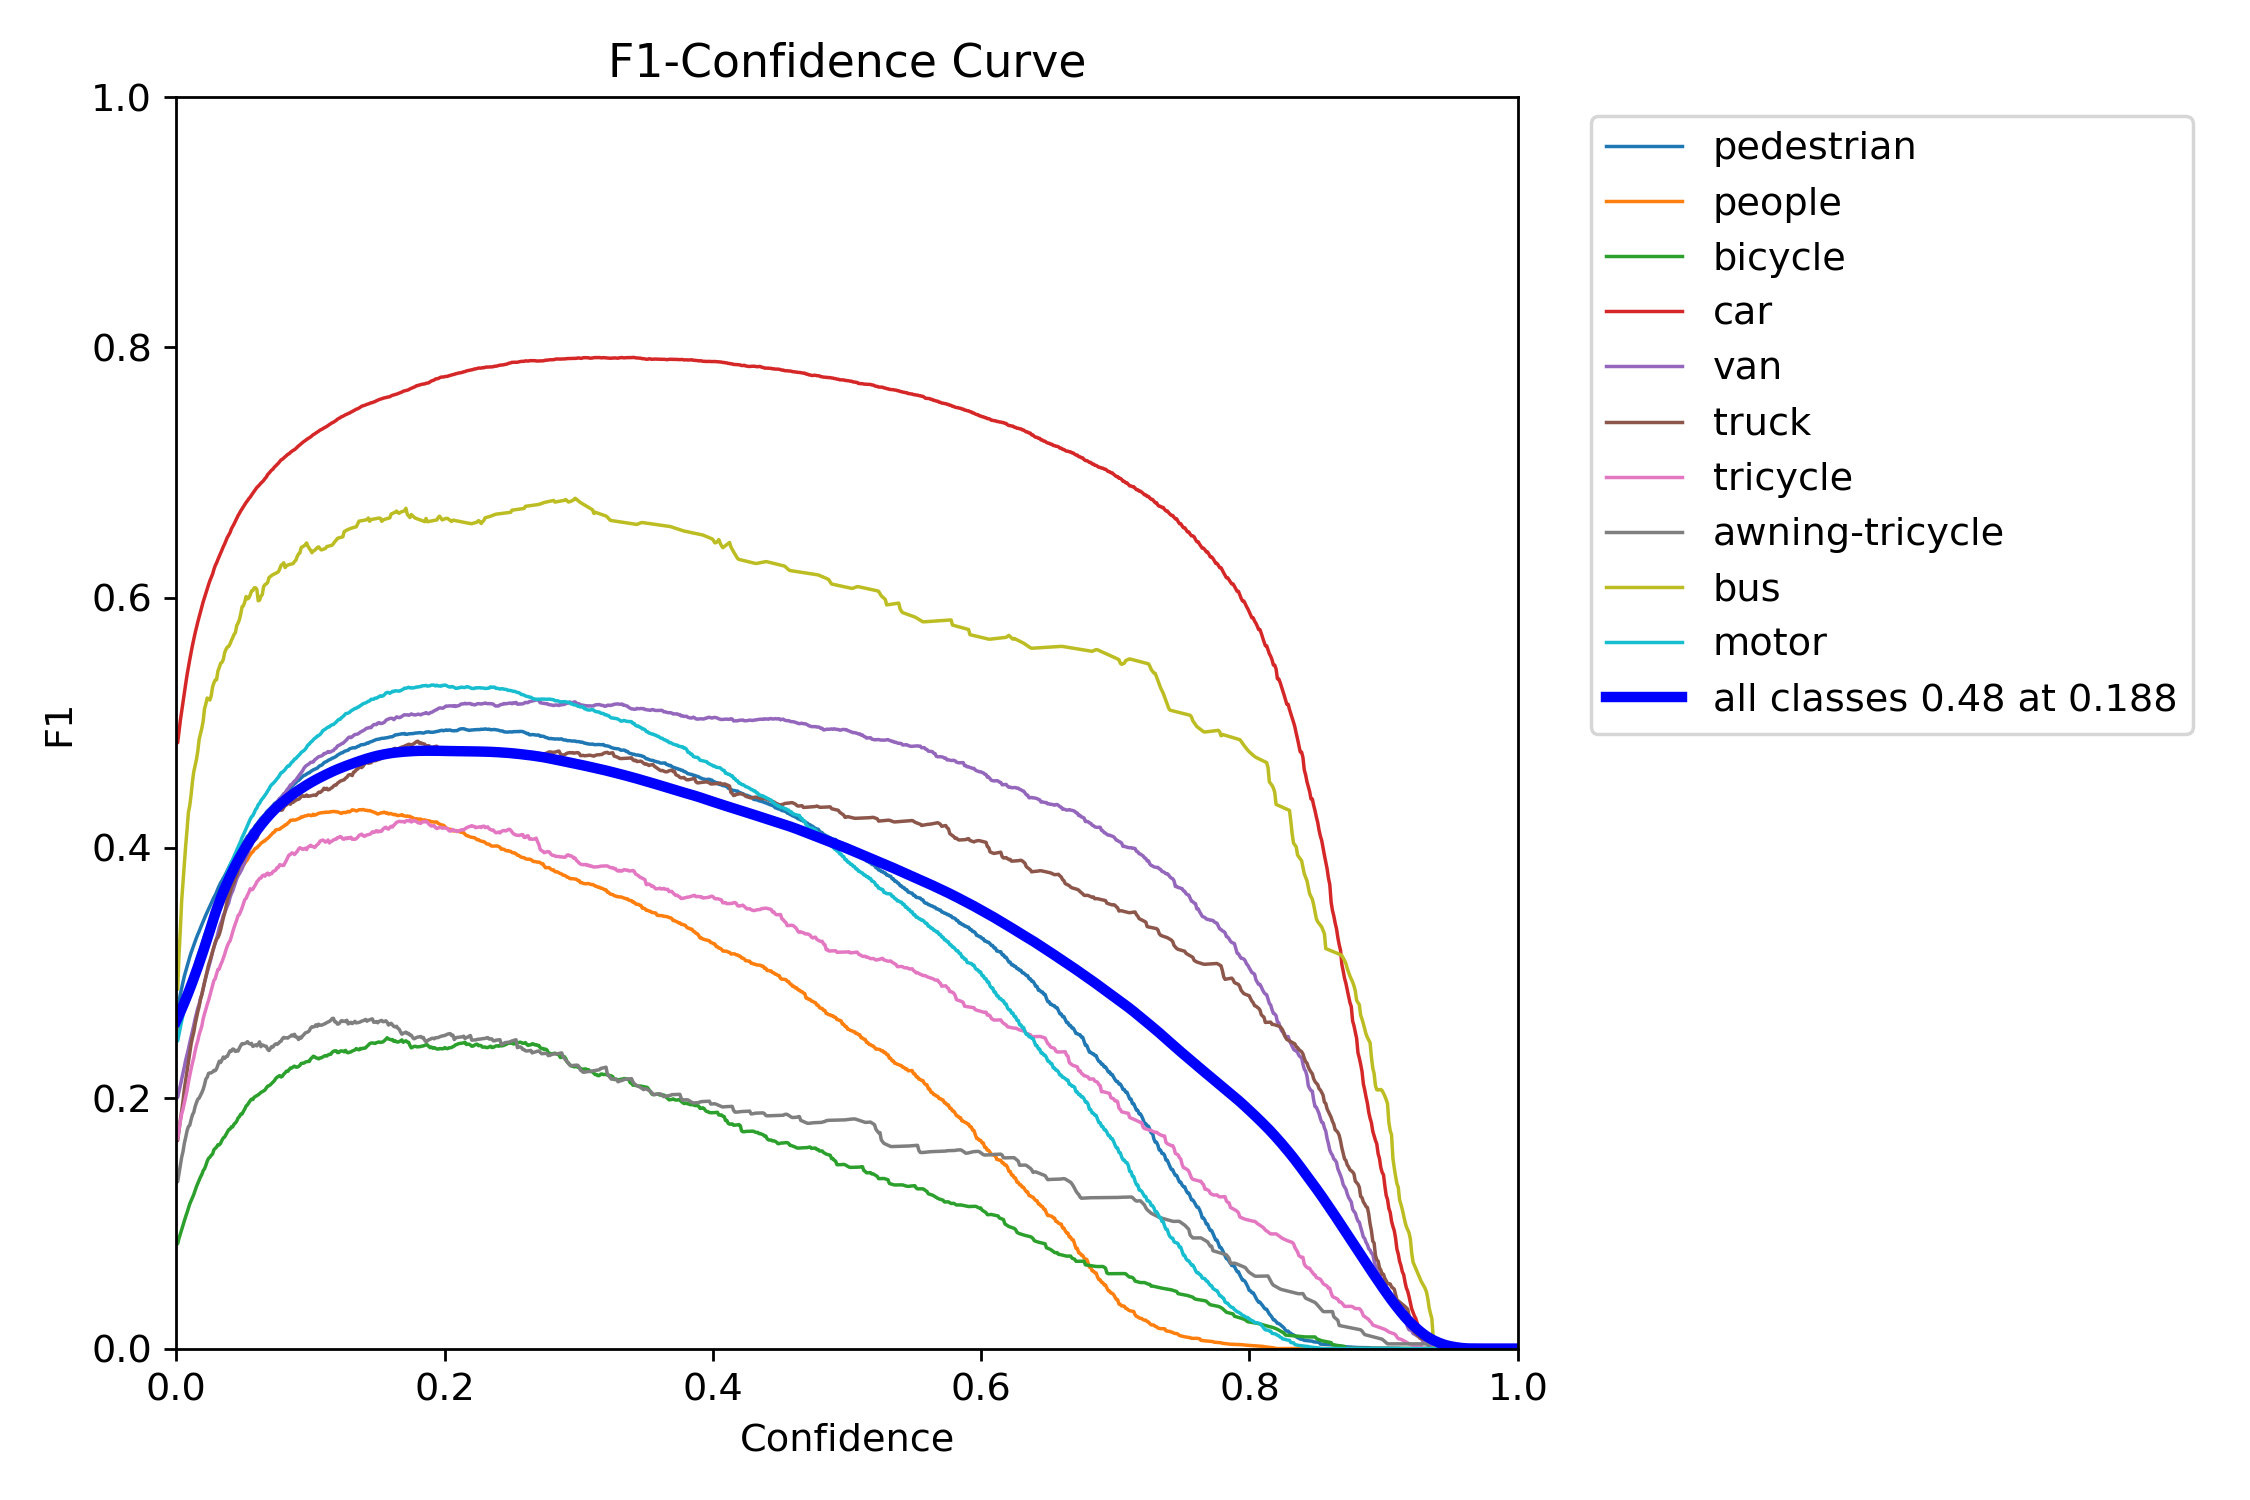 F1-Confidence Curve
1.0
0.8
0.6
0.4
0.2
0.0
F1
0.0 0.2 0.4 0.6 0.8 1.0
Confidence
pedestrian
people
bicycle
car
van
truck
tricycle
awning-tricycle
bus
motor
all classes 0.48 at 0.188